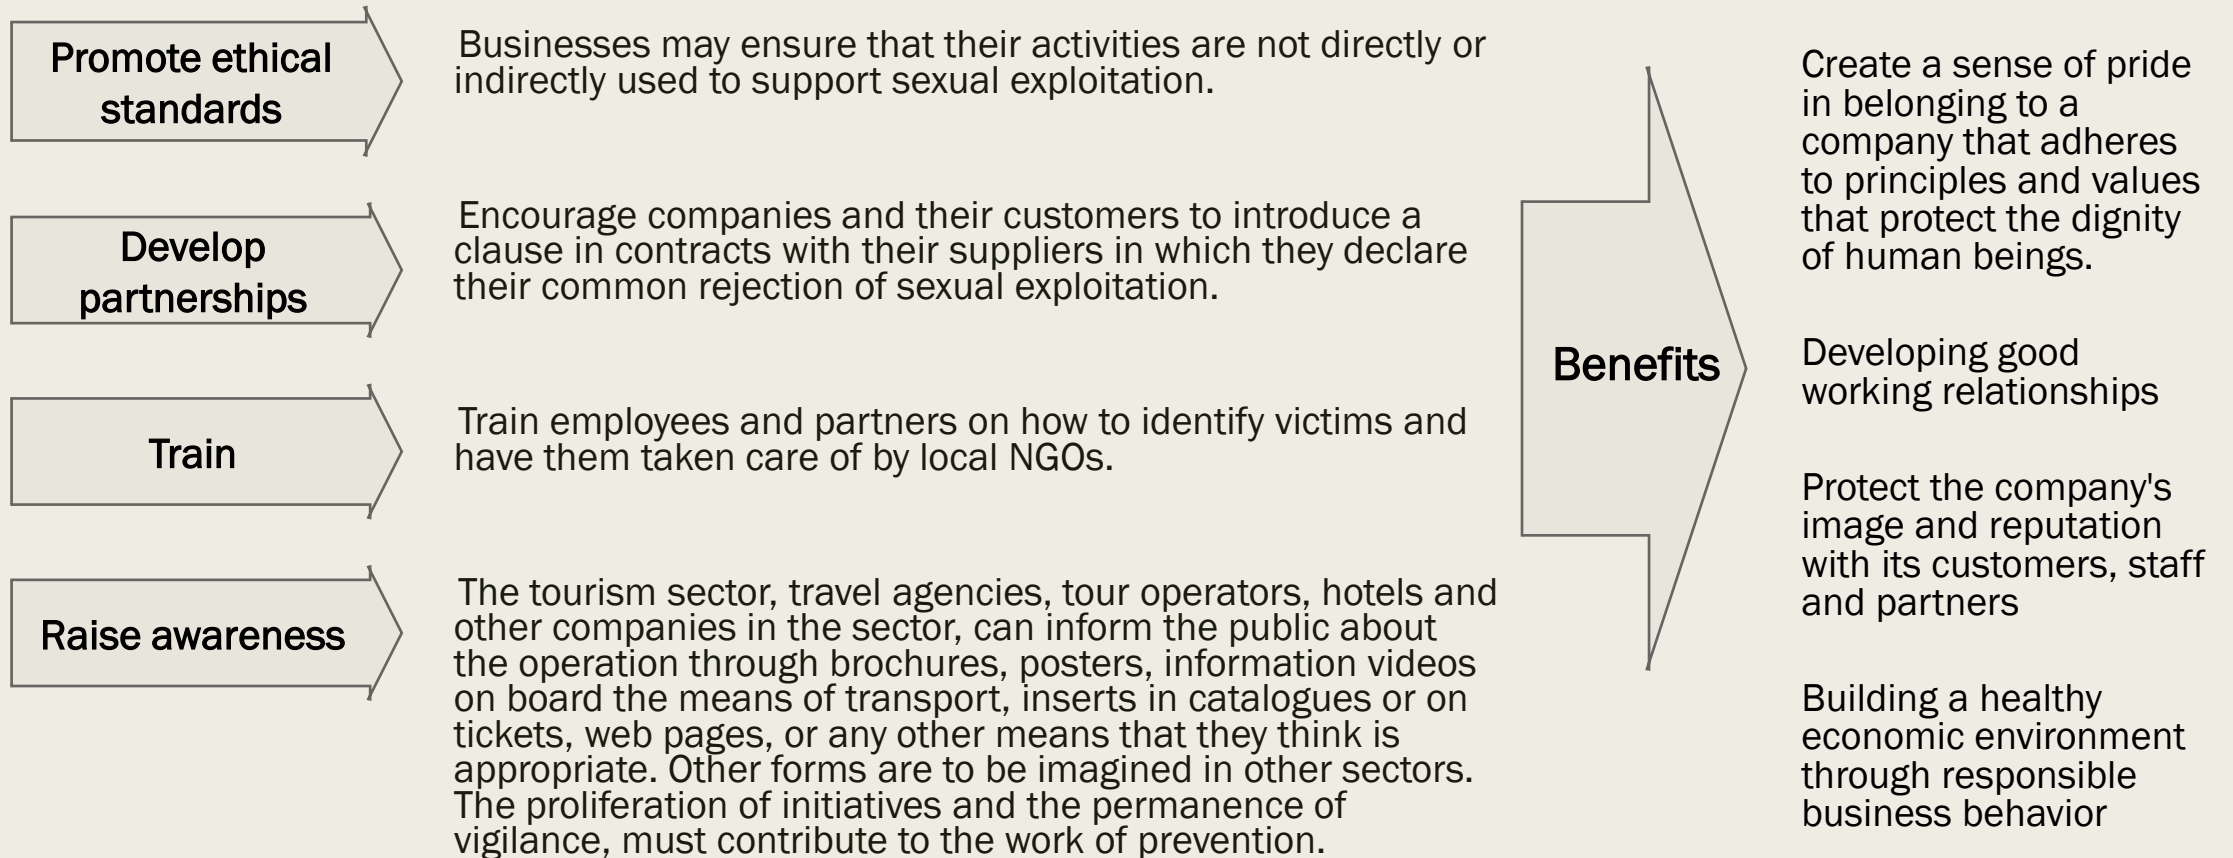 Promote ethical
standards
Businesses may ensure that their activities are not directly or
indirectly used to support sexual exploitation.
Develop
partnerships
Encourage companies and their customers to introduce a
clause in contracts with their suppliers in which they declare
their common rejection of sexual exploitation.
Train
Train employees and partners on how to identify victims and
have them taken care of by local NGOs.
Raise awareness
The tourism sector, travel agencies, tour operators, hotels and
other companies in the sector, can inform the public about
the operation through brochures, posters, information videos
on board the means of transport, inserts in catalogues or on
tickets, web pages, or any other means that they think is
appropriate. Other forms are to be imagined in other sectors.
The proliferation of initiatives and the permanence of
vigilance, must contribute to the work of prevention.
Benefits
Create a sense of pride
in belonging to a
company that adheres
to principles and values
that protect the dignity
of human beings.
Developing good
working relationships
Protect the company's
image and reputation
with its customers, staff
and partners
Building a healthy
economic environment
through responsible
business behavior